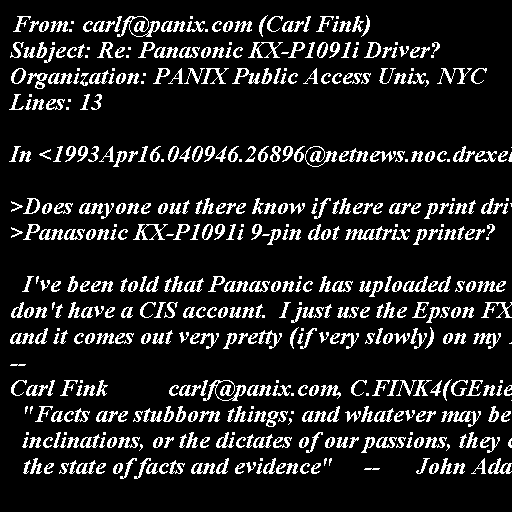 From: carlf@panix.com (Carl Fink)
Subject: Re: Panasonic KX-P1091i Driver?
Organization: PANIX Public Access Unix, NYC
Lines: 13

In <1993Apr16.040946.26896@netnews.noc.drexel

>Does anyone out there know if there are print driv
>Panasonic KX-P1091i 9-pin dot matrix printer?

I've been told that Panasonic has uploaded some
don't have a CIS account.  I just use the Epson FX
and it comes out very pretty (if very slowly) on my
--
Carl Fink          carlf@panix.com, C.FINK4(GEnie
"Facts are stubborn things; and whatever may be
inclinations, or the dictates of our passions, they c
the state of facts and evidence"     --      John Ada